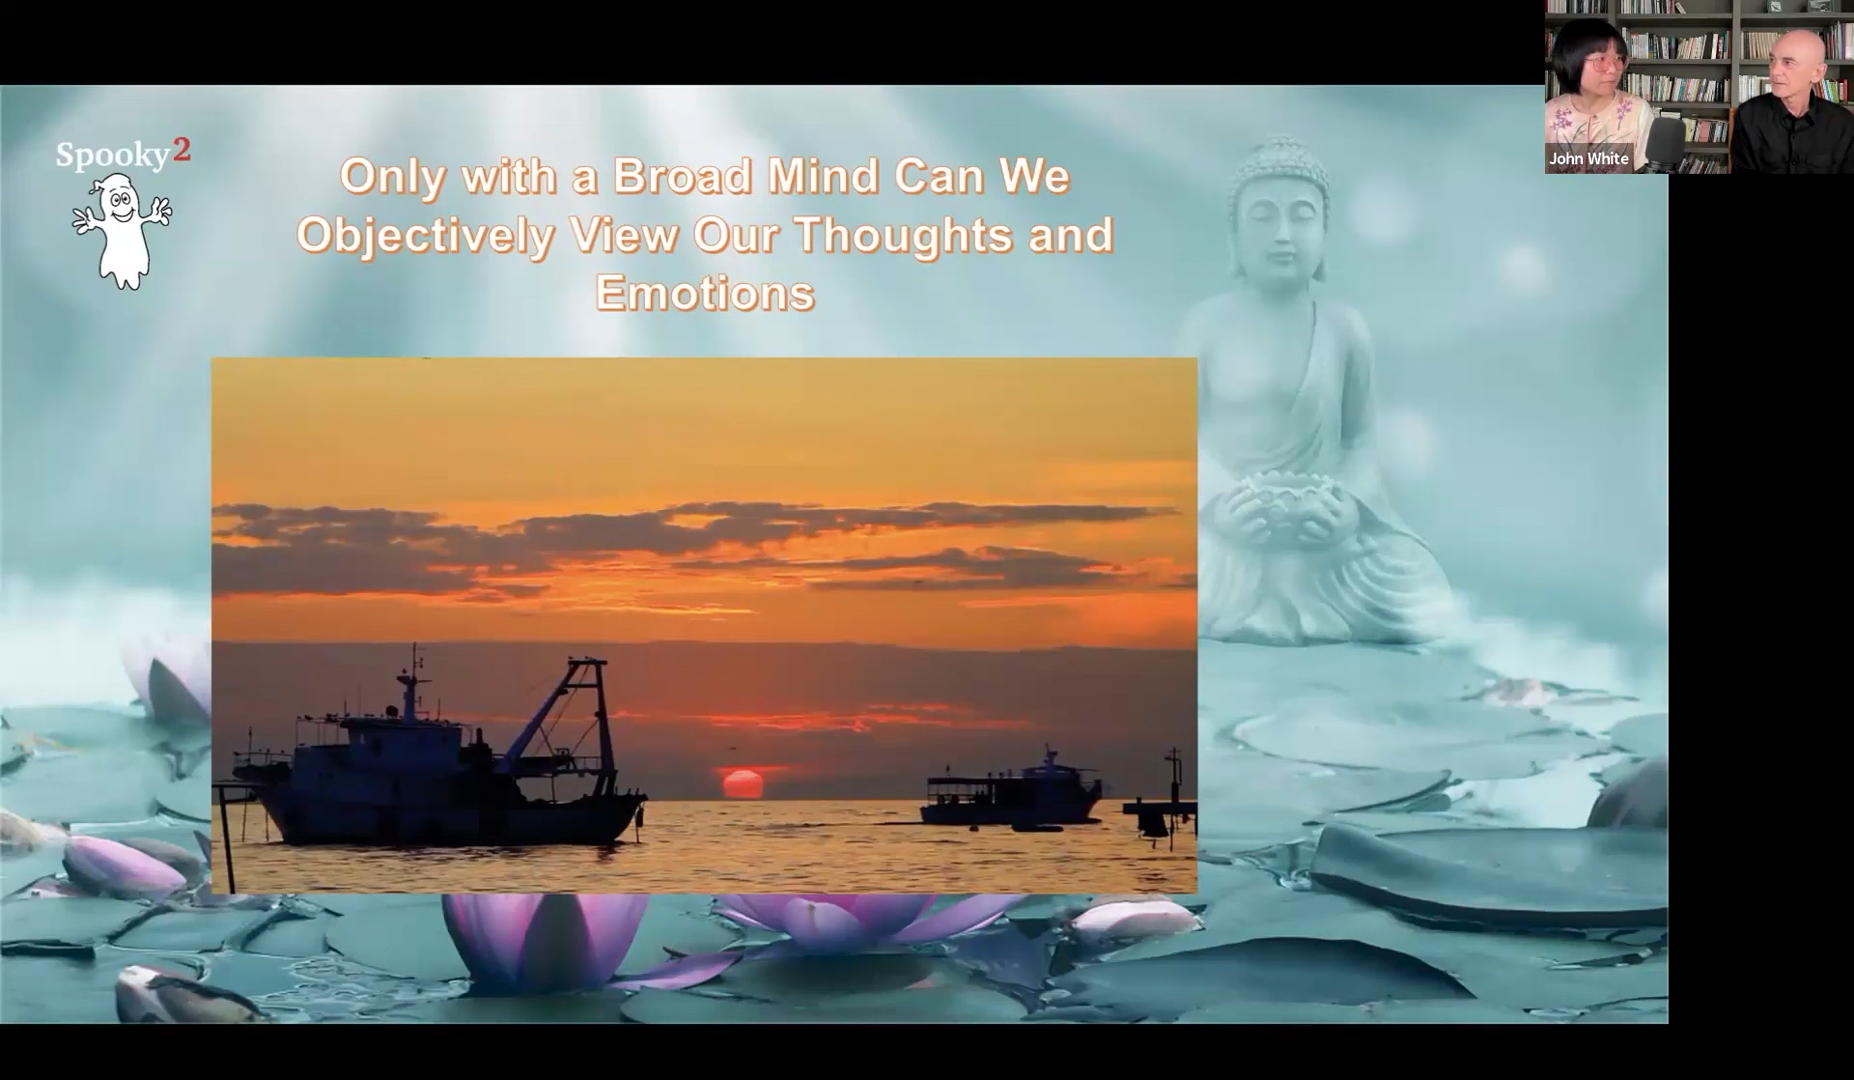 Spooky2
Only with a Broad Mind Can We
Objectively View Our Thoughts and
Emotions
John White